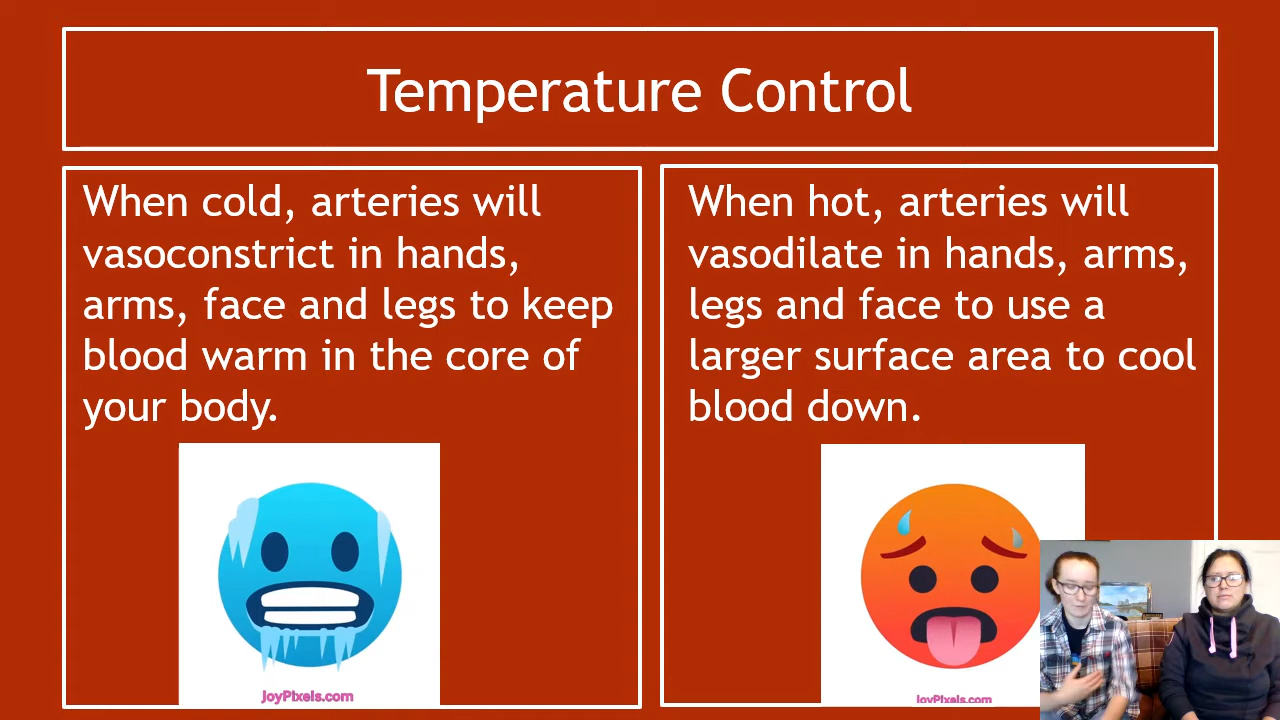 Temperature Control
When cold, arteries will
vasoconstrict in hands,
arms, face and legs to keep
blood warm in the core of
your body.
JoyPixels.com
When hot, arteries will
vasodilate in hands, arms,
legs and face to use a
larger surface area to cool
blood down.
JoyPixels.com